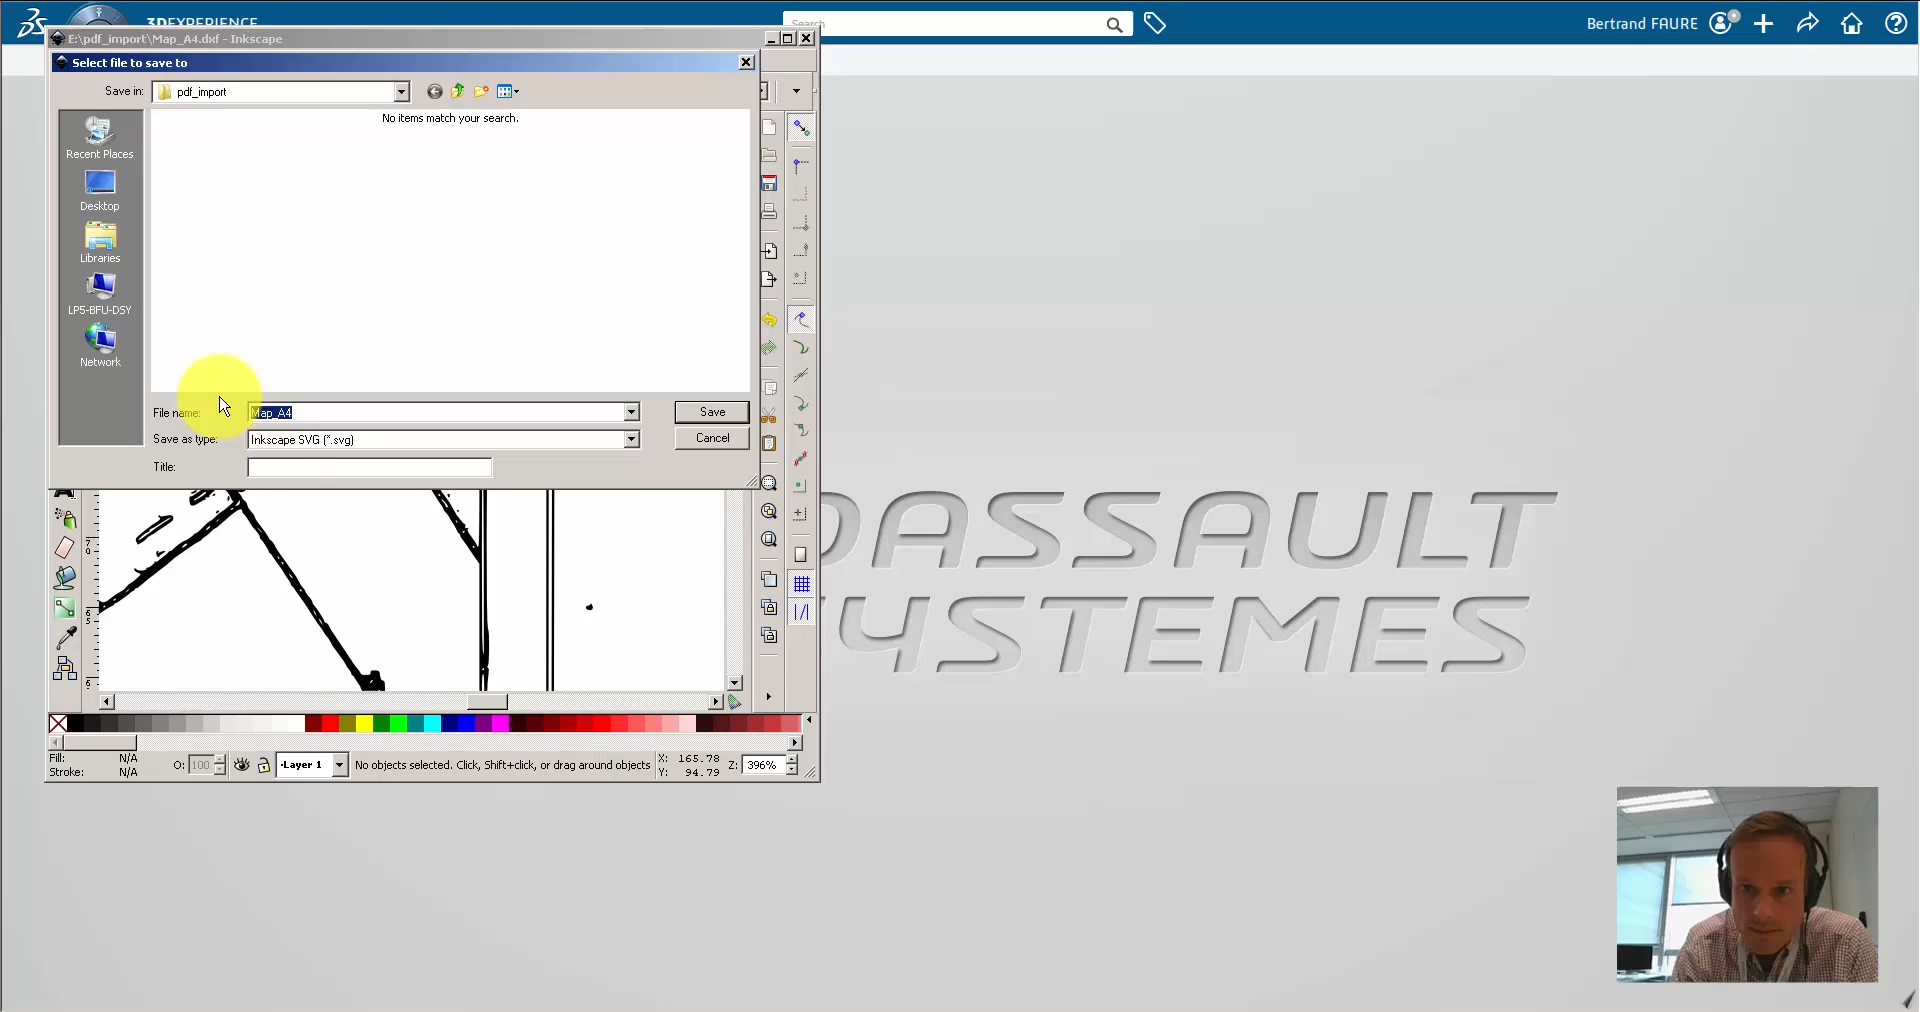 3DEXPERIENCE
Search
Bertrand FAURE
E:\pdf_import\Map_A4.dxf - Inkscape
Select file to save to
Save in:
pdf_import
No items match your search.
Recent Places
Desktop
Libraries
LP5-BFU-DSY
Network
File name:
Map_A4
Save
Save as type:
Inkscape SVG (*.svg)
Cancel
Title:
DASSAULT
SYSTEMES
Fill:
N/A
Stroke:
N/A
O:
100
Layer 1
No objects selected. Click, Shift+click, or drag around objects
X: 165.78
Y: 94.79
Z:
396%